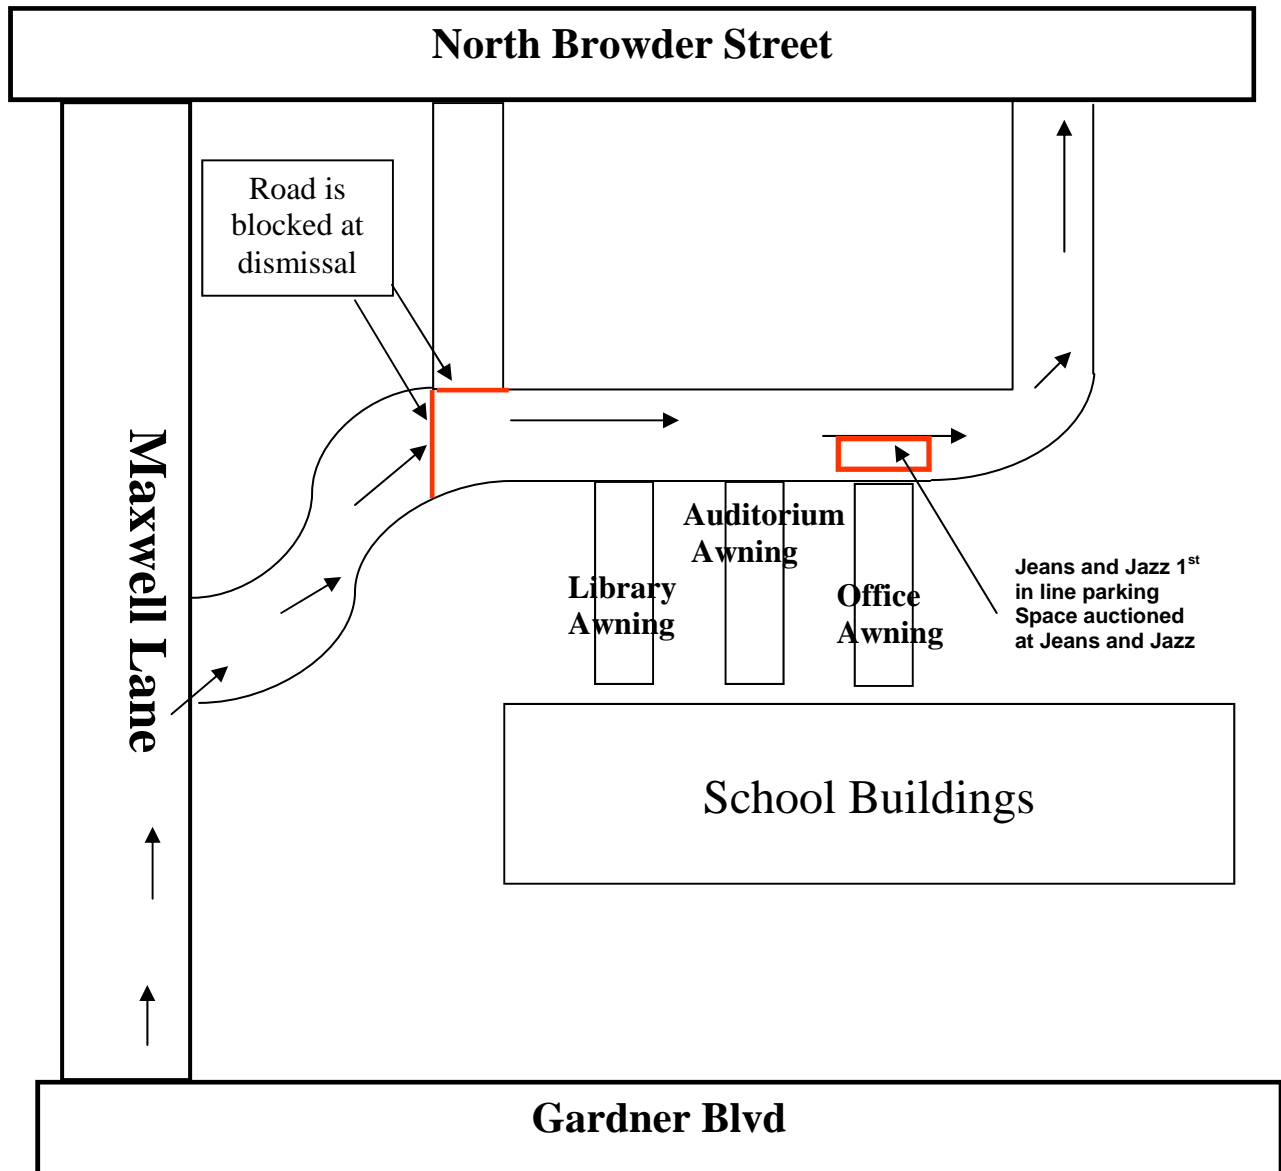 North Browder Street
Road is
blocked at
dismissal
Maxwell Lane
Auditorium
Awning
Library
Awning
Office
Awning
Jeans and Jazz 1st
in line parking
Space auctioned
at Jeans and Jazz
School Buildings
Gardner Blvd